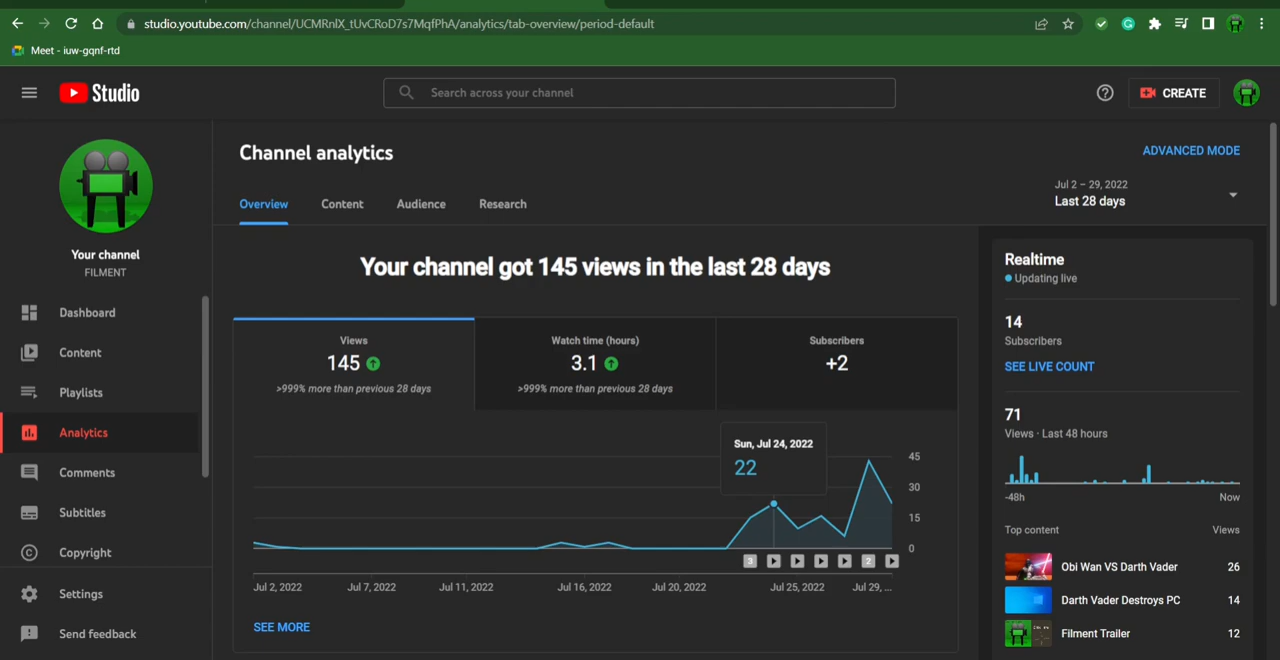 studio.youtube.com/channel/UCMRnlX_tUvCRoD7s7MqfPhA/analytics/tab-overview/period-default
Meet - iuw-gqnf-rtd
Studio
Search across your channel
CREATE
Your channel
FILMENT
Dashboard
Content
Playlists
Analytics
Comments
Subtitles
Copyright
Settings
Send feedback
Channel analytics
ADVANCED MODE
Overview
Content
Audience
Research
Jul 2 – 29, 2022
Last 28 days
Your channel got 145 views in the last 28 days
Views
145
>999% more than previous 28 days
Watch time (hours)
3.1
>999% more than previous 28 days
Subscribers
+2
Sun, Jul 24, 2022
22
45
30
15
0
3
2
Jul 2, 2022
Jul 7, 2022
Jul 11, 2022
Jul 16, 2022
Jul 20, 2022
Jul 25, 2022
Jul 29, ...
SEE MORE
Realtime
Updating live
14
Subscribers
SEE LIVE COUNT
71
Views · Last 48 hours
-48h
Now
Top content
Views
Obi Wan VS Darth Vader
26
Darth Vader Destroys PC
14
Filment Trailer
12